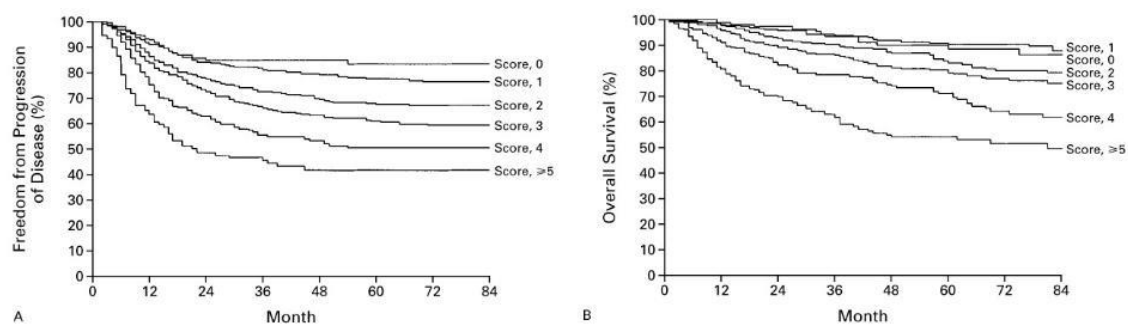 Freedom from Progression
of Disease (%)
100
90
80
70
60
50
40
30
20
10
0
0 12 24 36 48 60 72 84
Month
Score, 0
Score, 1
Score, 2
Score, 3
Score, 4
Score, ≥5
A
Overall Survival (%)
100
90
80
70
60
50
40
30
20
10
0
0 12 24 36 48 60 72 84
Month
Score, 1
Score, 0
Score, 2
Score, 3
Score, 4
Score, ≥5
B